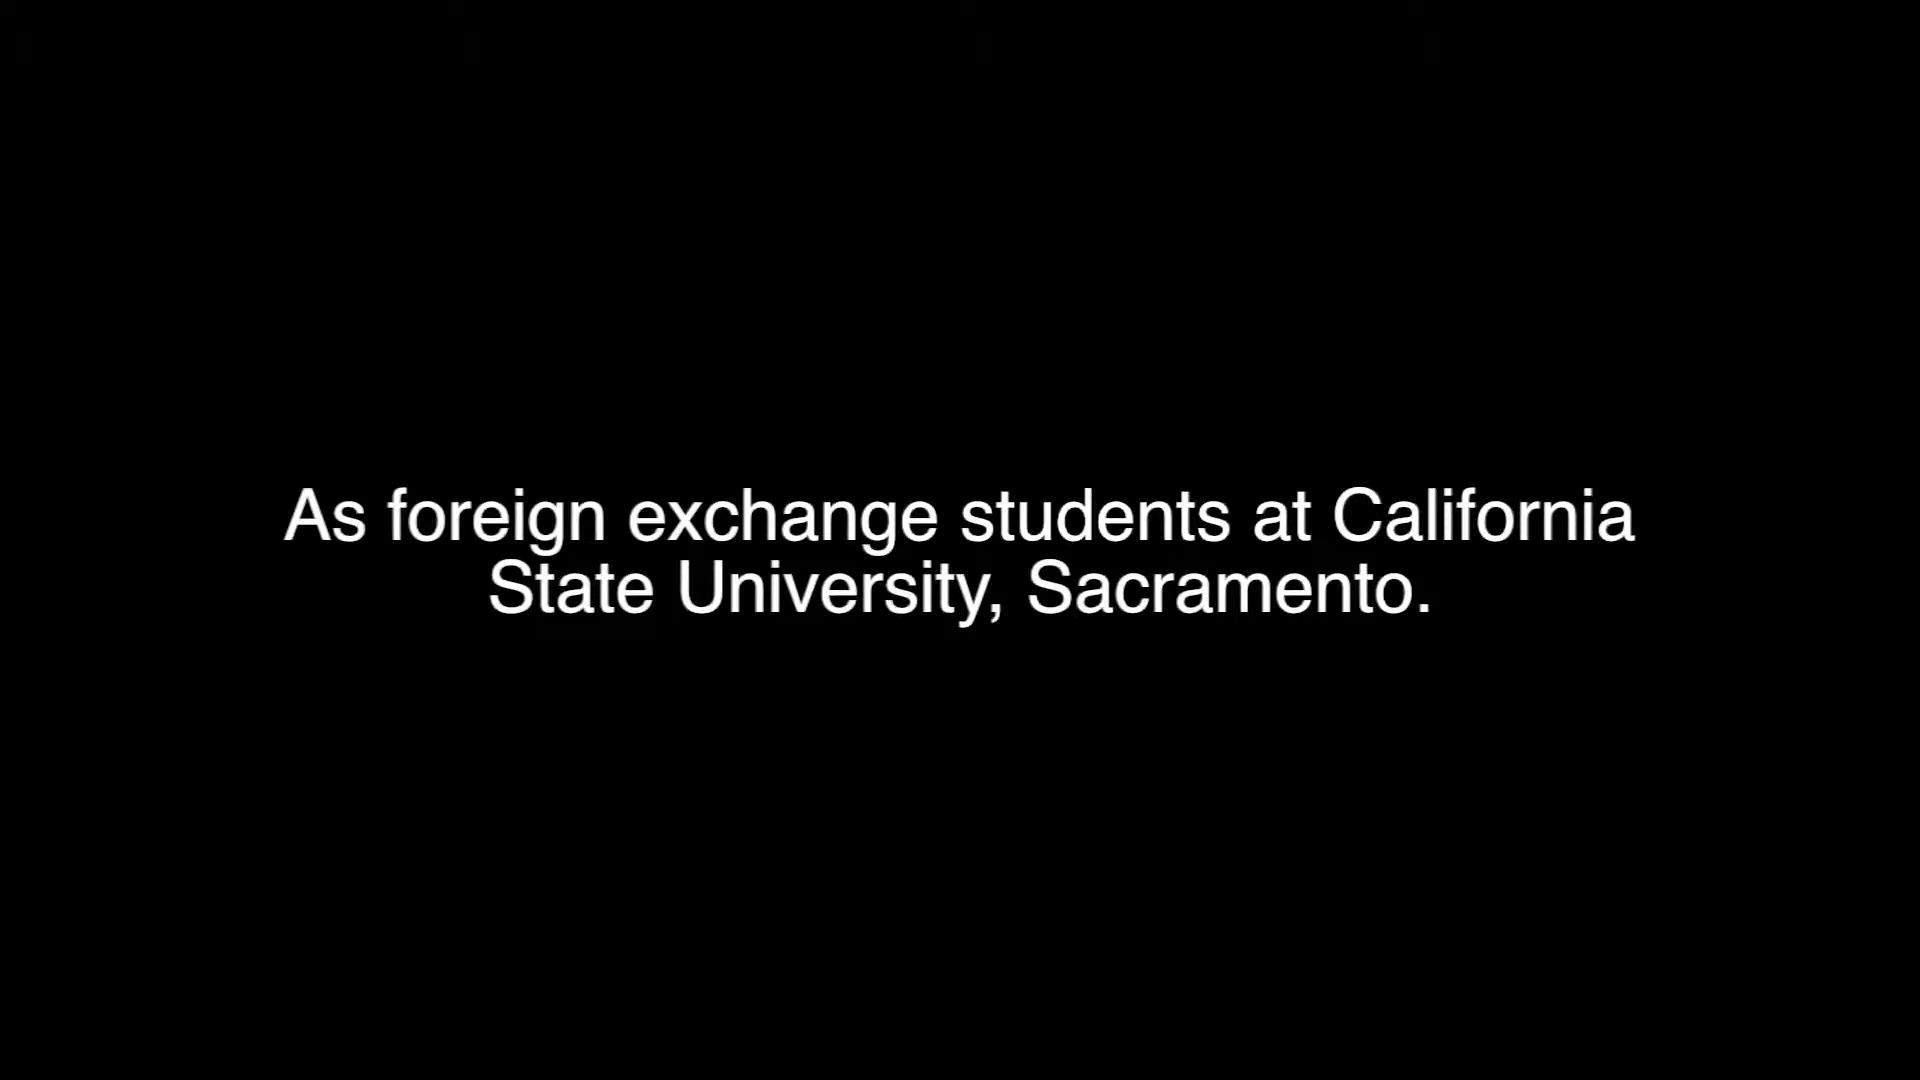 As foreign exchange students at California
State University, Sacramento.